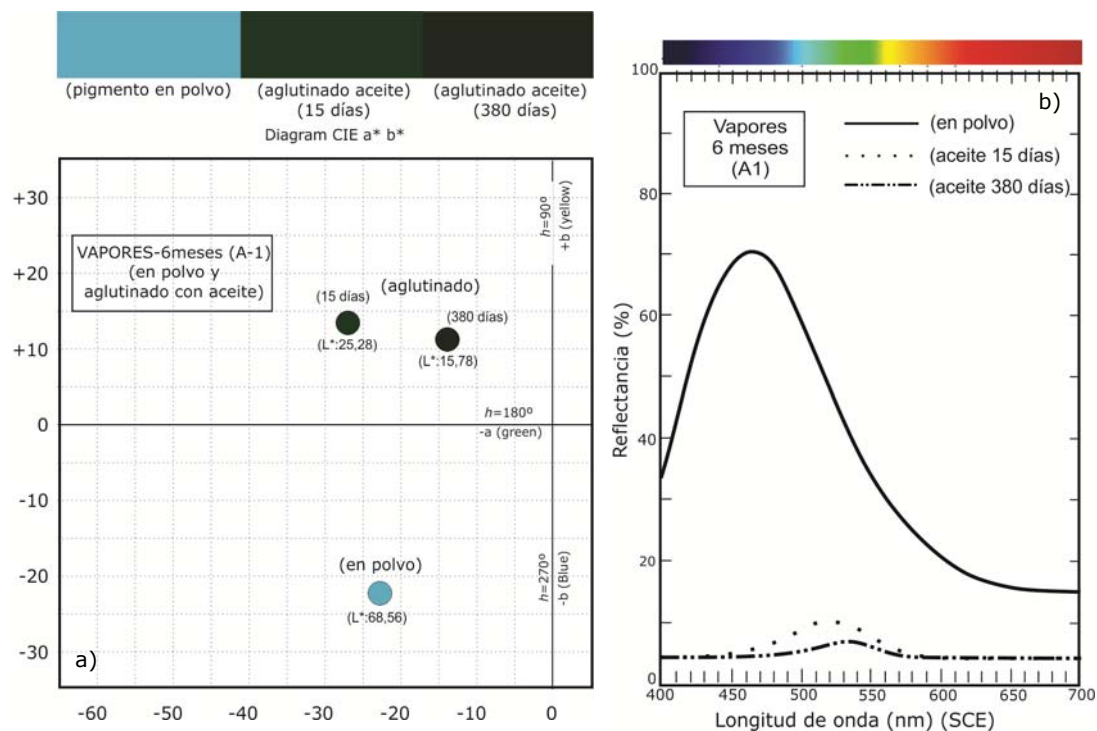 (pigmento en polvo)
(aglutinado aceite)
(15 días)
(aglutinado aceite)
(380 días)
Diagram CIE a* b*
+30
+20
+10
0
-10
-20
-30
VAPORES-6meses (A-1)
(en polvo y
aglutinado con aceite)
h=90º
+b (yellow)
(aglutinado)
(15 días)
(L*:25,28)
(380 días)
(L*:15,78)
h=180º
-a (green)
h=270º
-b (Blue)
(en polvo)
(L*:68,56)
a)
-60
-50
-40
-30
-20
-10
0
b)
100
80
60
40
20
0
Reflectancia (%)
Vapores
6 meses
(A1)
(en polvo)
(aceite 15 días)
(aceite 380 días)
400
450
500
550
600
650
700
Longitud de onda (nm) (SCE)